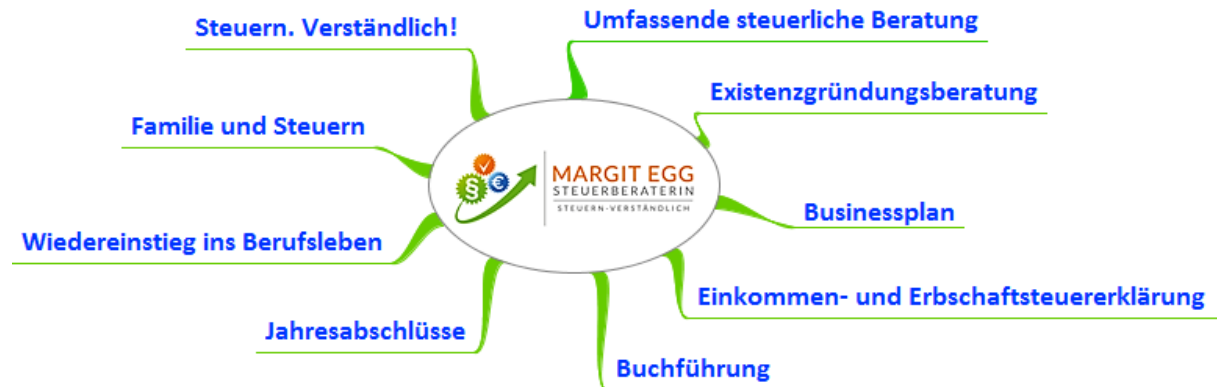 Steuern. Verständlich!
Umfassende steuerliche Beratung
Existenzgründungsberatung
Familie und Steuern
§
€
MARGIT EGG
STEUERBERATERIN
STEUERN-VERSTÄNDLICH
Businessplan
Wiedereinstieg ins Berufsleben
Einkommen- und Erbschaftsteuererklärung
Jahresabschlüsse
Buchführung